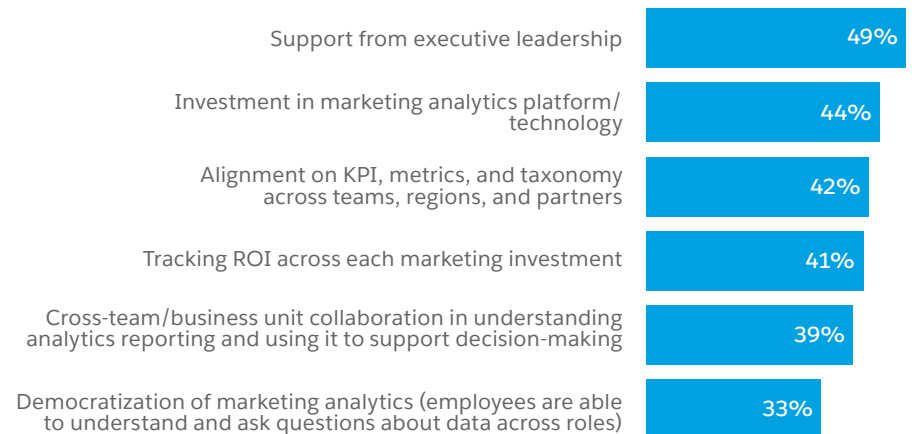 Support from executive leadership
49%
Investment in marketing analytics platform/
technology
44%
Alignment on KPI, metrics, and taxonomy
across teams, regions, and partners
42%
Tracking ROI across each marketing investment
41%
Cross-team/business unit collaboration in understanding
analytics reporting and using it to support decision-making
39%
Democratization of marketing analytics (employees are able
to understand and ask questions about data across roles)
33%